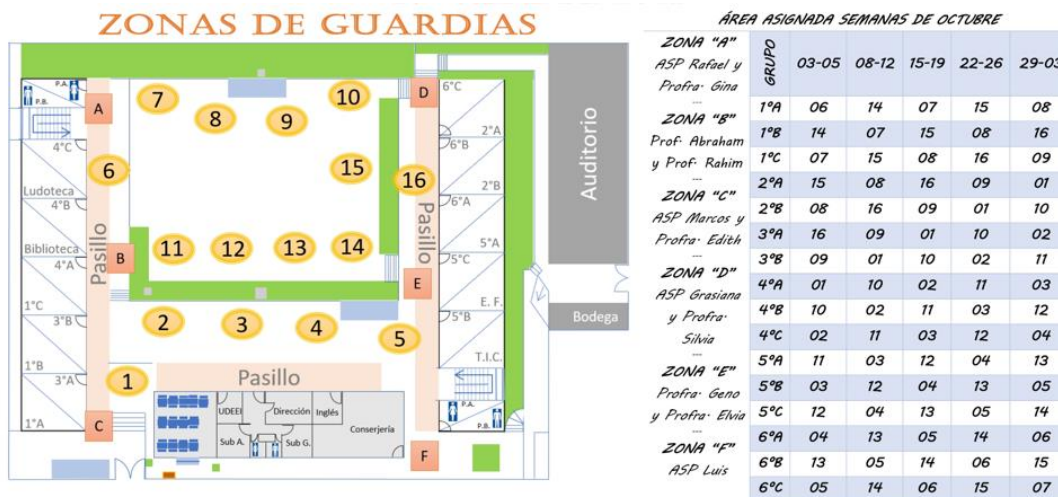 ZONAS DE GUARDIAS
P.A.
P.B.
A
7
8
9
10
D
6°C
4°C
6
15
16
2°A
6°B
Ludoteca
4°B
2°B
6°A
Biblioteca
4°A
Pasillo
B
11
12
13
14
Pasillo
5°A
5°C
E
1°C
3°B
2
3
4
5
E. F.
5°B
1°B
3°A
1
Pasillo
T.I.C.
1°A
C
UDEEI
Dirección
Inglés
Conserjería
Sub A.
Sub G.
P.A.
P.B.
F
Auditorio
Bodega
ÁREA ASIGNADA SEMANAS DE OCTUBRE
ZONA "A"
ASP Rafael y
Profra. Gina
---
ZONA "B"
Prof. Abraham
y Prof. Rahim
---
ZONA "C"
ASP Marcos y
Profra. Edith
---
ZONA "D"
ASP Grasiana
y Profra.
Silvia
---
ZONA "E"
Profra. Geno
y Profra. Elvia
---
ZONA "F"
ASP Luis
GRUPO 03-05 08-12 15-19 22-26 29-03
1°A 06 14 07 15 08
1°B 14 07 15 08 16
1°C 07 15 08 16 09
2°A 15 08 16 09 01
2°B 08 16 09 01 10
3°A 16 09 01 10 02
3°B 09 01 10 02 11
4°A 01 10 02 11 03
4°B 10 02 11 03 12
4°C 02 11 03 12 04
5°A 11 03 12 04 13
5°B 03 12 04 13 05
5°C 12 04 13 05 14
6°A 04 13 05 14 06
6°B 13 05 14 06 15
6°C 05 14 06 15 07